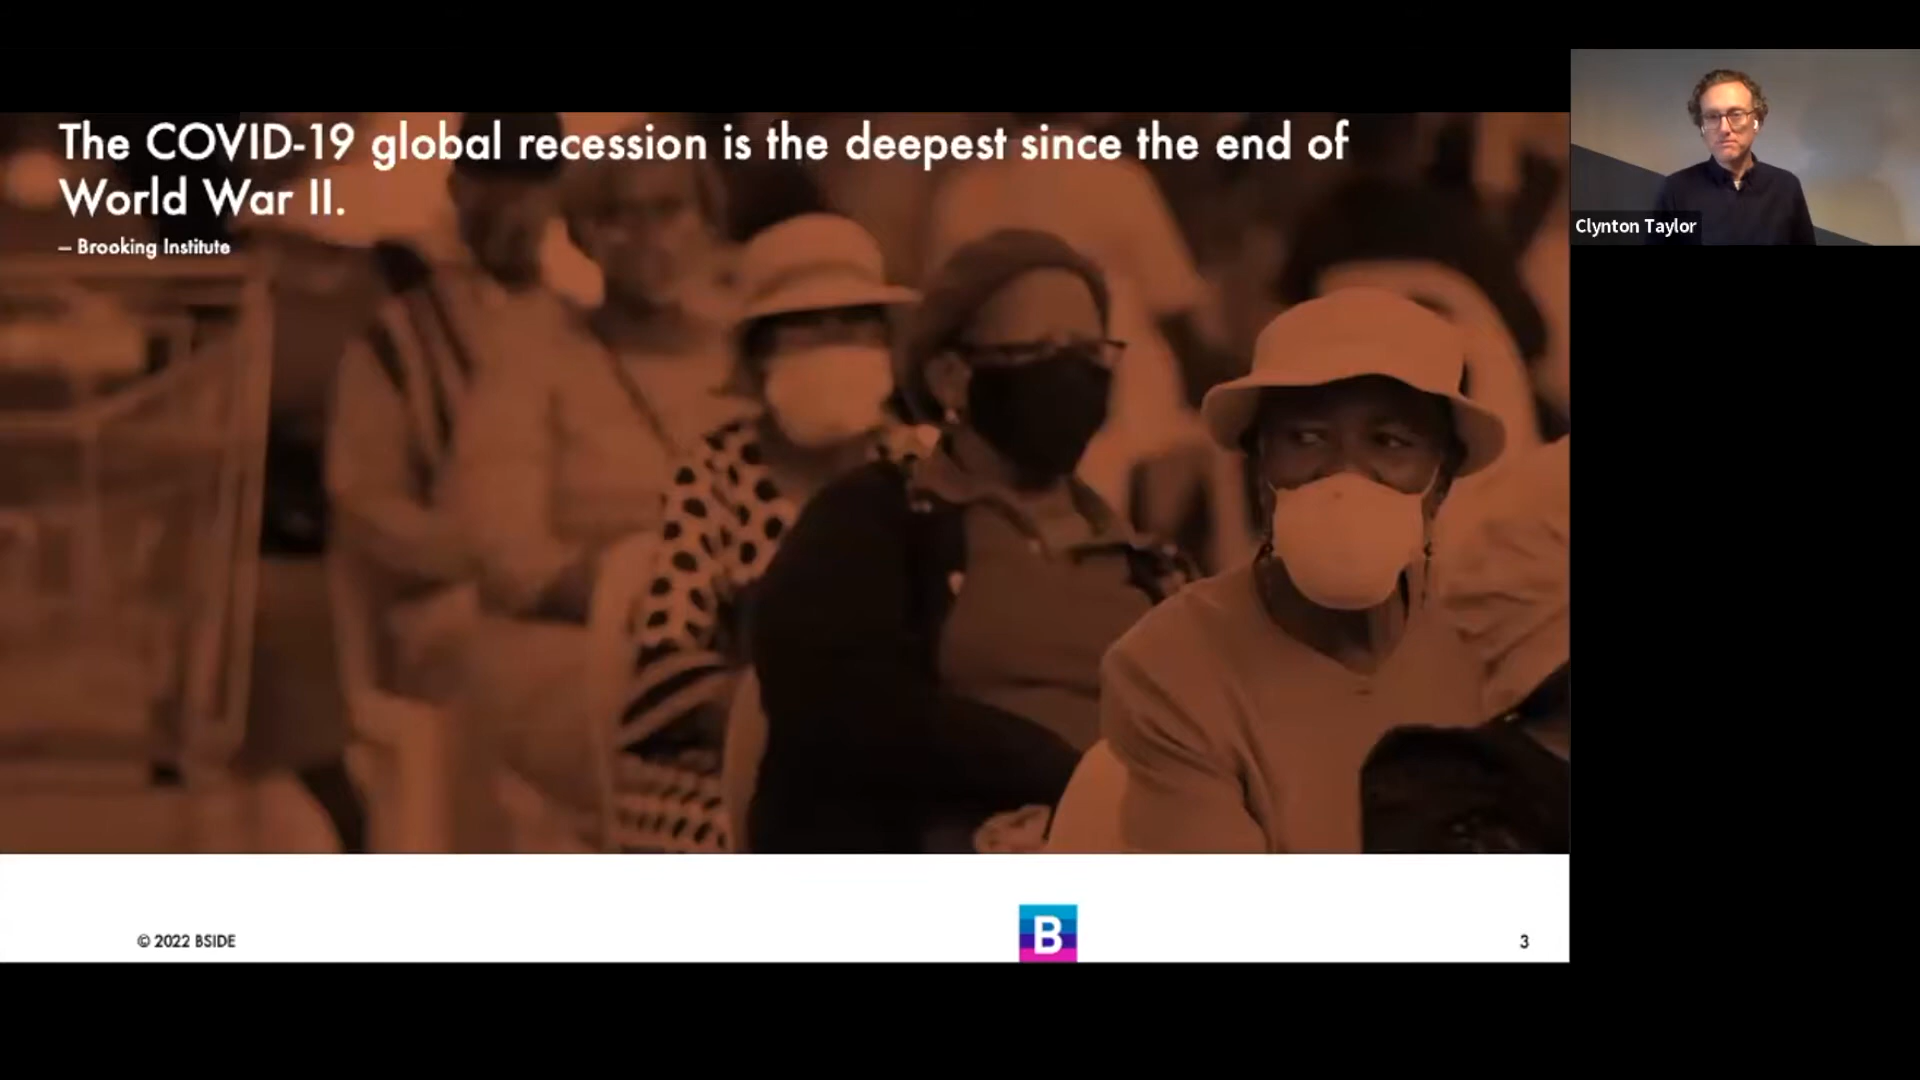 The COVID-19 global recession is the deepest since the end of
World War II.
– Brooking Institute
Clynton Taylor
© 2022 BSIDE
B
3